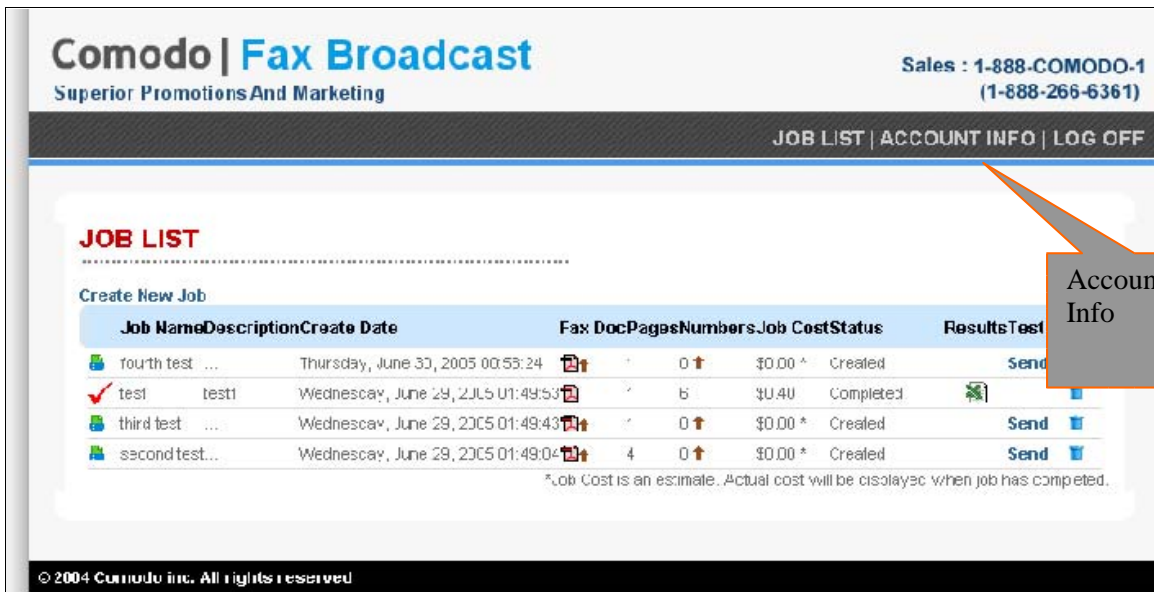 Comodo | Fax Broadcast
Superior Promotions And Marketing
Sales : 1-888-COMODO-1
(1-888-266-6361)
JOB LIST | ACCOUNT INFO | LOG OFF
JOB LIST
Create New Job
Job Name Description Create Date Fax Doc Pages Numbers Job Cost Status Results Test
fourth test ... Thursday, June 30, 2005 1 0 $0.00 * Created Send
test test1 Wednesday, June 29, 2005 01:49:53 1 6 $0.40 Completed
third test ... Wednesday, June 29, 2005 01:49:43 1 0 $0.00 * Created Send
second test... Wednesday, June 29, 2005 01:49:04 4 0 $0.00 * Created Send
*Job Cost is an estimate. Actual cost will be displayed when job has completed.
Accoun
Info
© 2004 Comodo inc. All rights reserved